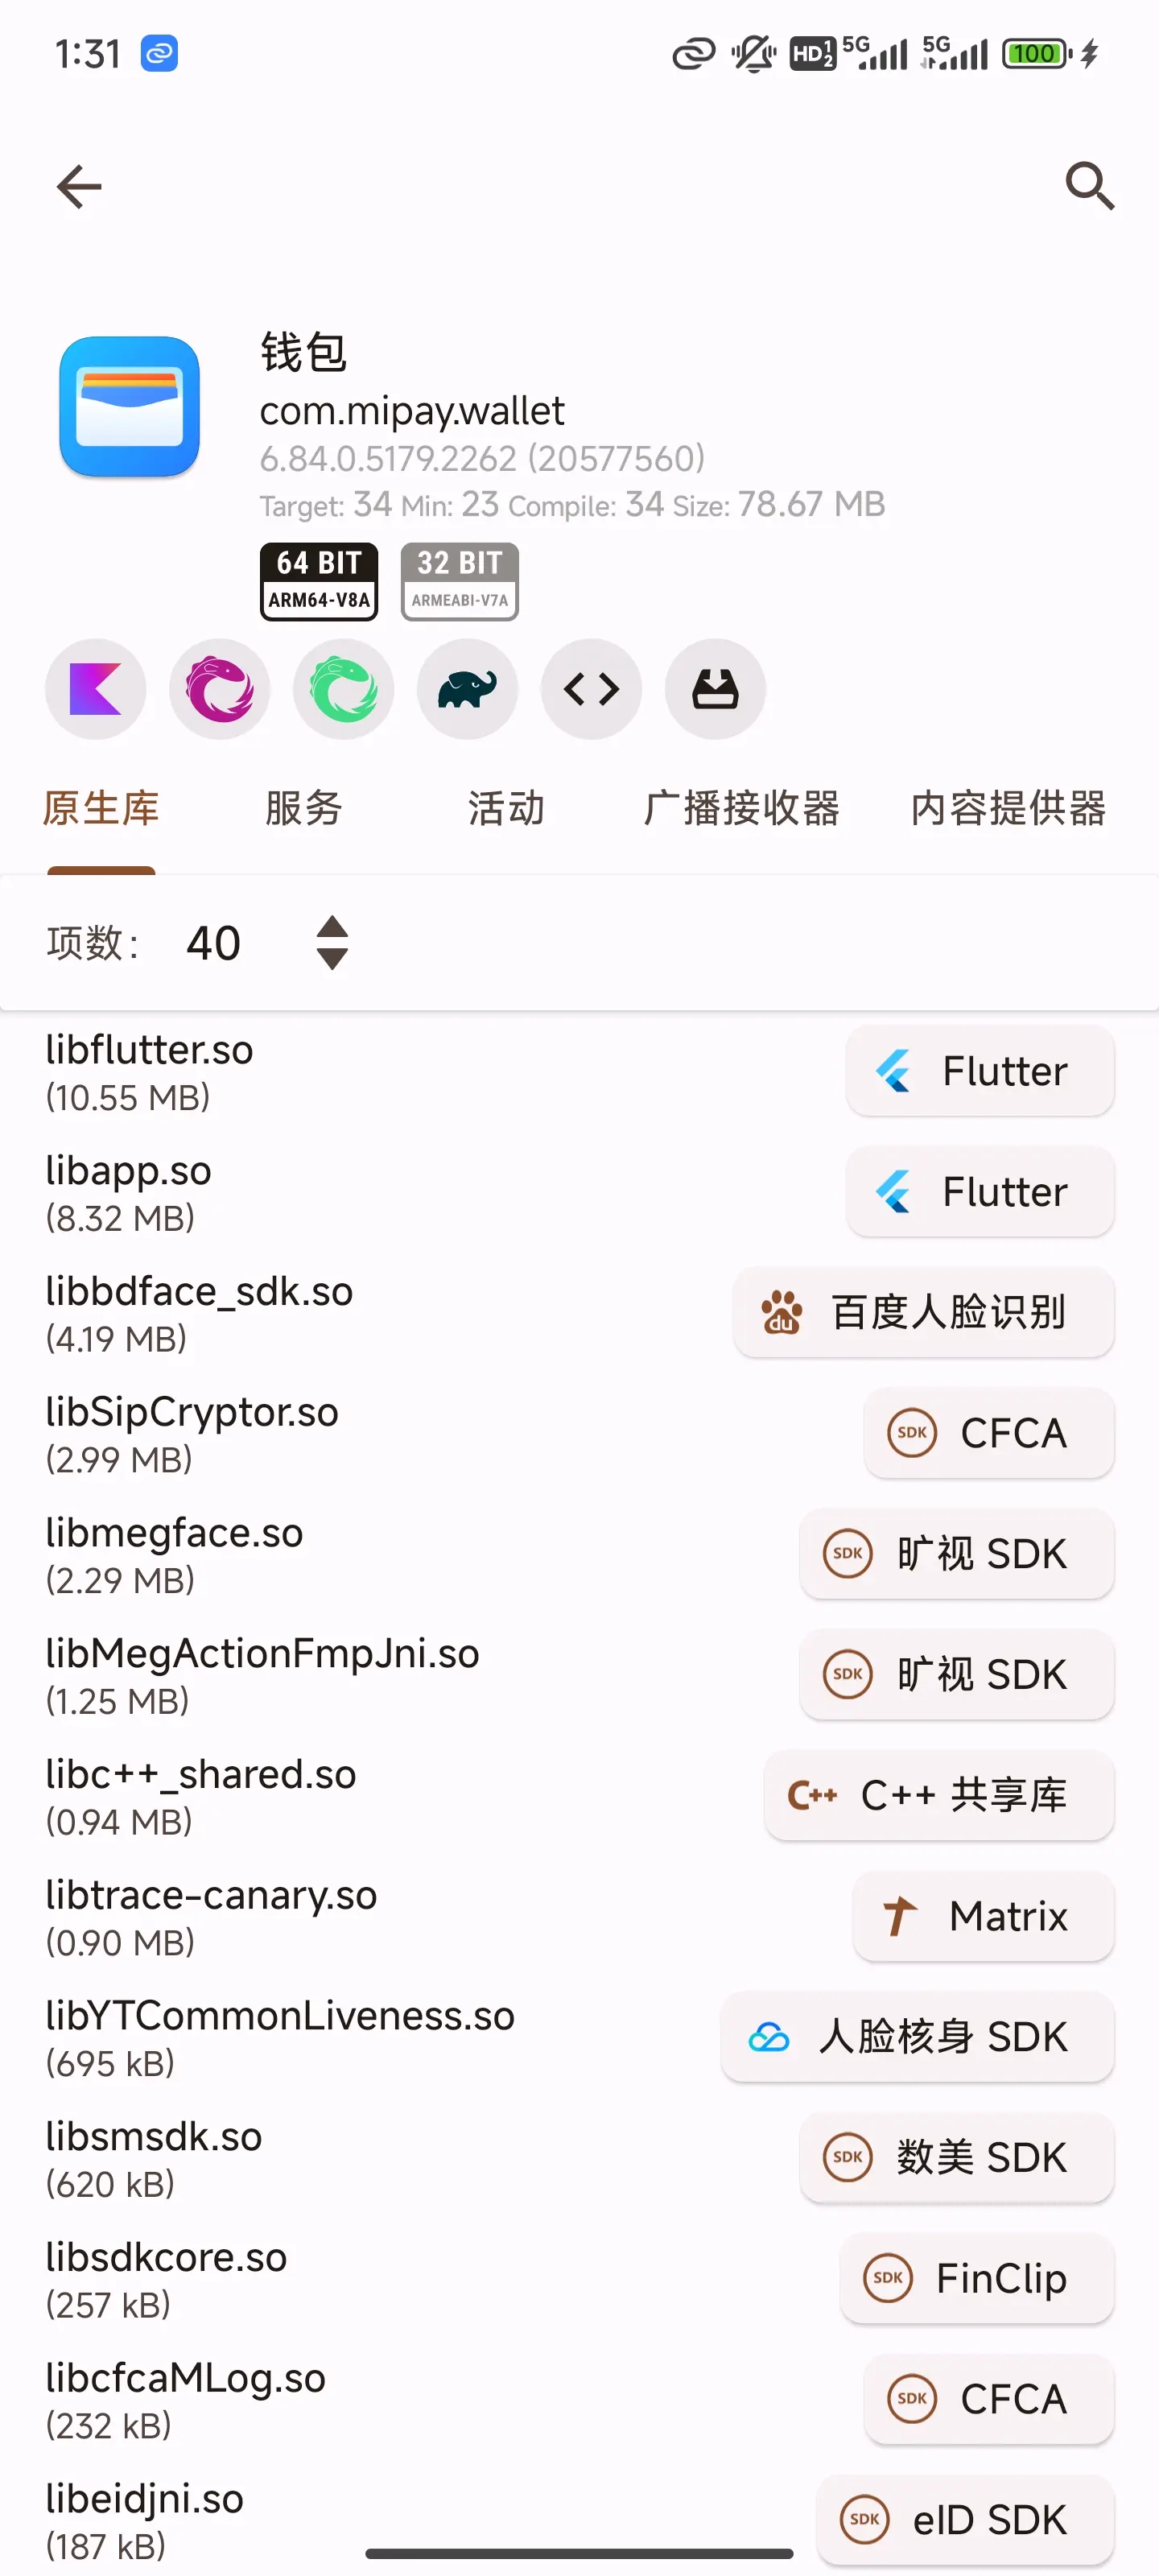 1:31
HD 1 2 5G 5G 100
钱包
com.mipay.wallet
6.84.0.5179.2262 (20577560)
Target: 34 Min: 23 Compile: 34 Size: 78.67 MB
64 BIT 32 BIT
ARM64-V8A ARMEABI-V7A
原生库 服务 活动 广播接收器 内容提供器
项数: 40
libflutter.so
(10.55 MB)
Flutter
libapp.so
(8.32 MB)
Flutter
libbdface_sdk.so
(4.19 MB)
du 百度人脸识别
libSipCryptor.so
(2.99 MB)
SDK CFCA
libmegface.so
(2.29 MB)
SDK 旷视 SDK
libMegActionFmpJni.so
(1.25 MB)
SDK 旷视 SDK
libc++_shared.so
(0.94 MB)
C++ C++ 共享库
libtrace-canary.so
(0.90 MB)
Matrix
libYTCommonLiveness.so
(695 kB)
人脸核身 SDK
libsmsdk.so
(620 kB)
SDK 数美 SDK
libsdkcore.so
(257 kB)
SDK FinClip
libcfcaMLog.so
(232 kB)
SDK CFCA
libeidjni.so
(187 kB)
SDK eID SDK